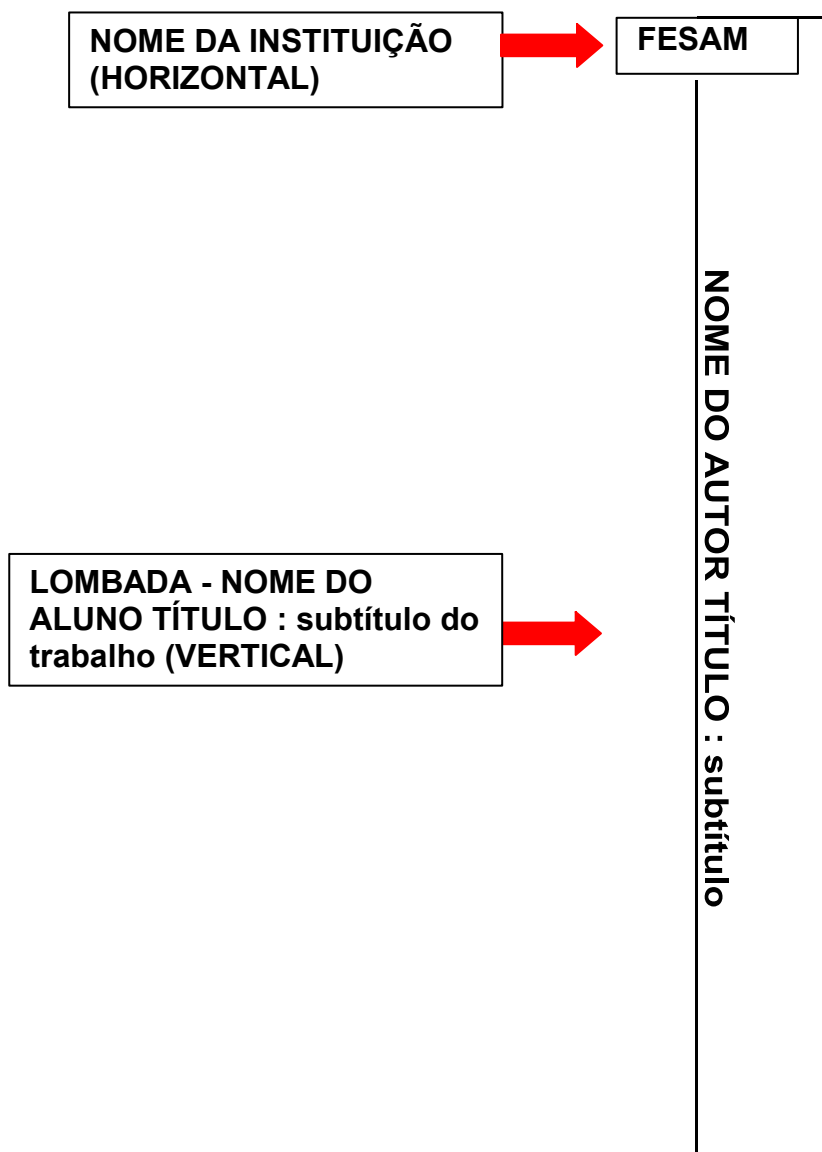 NOME DA INSTITUIÇÃO
(HORIZONTAL)
FESAM
LOMBADA - NOME DO
ALUNO TÍTULO : subtítulo do
trabalho (VERTICAL)
NOME DO AUTOR TÍTULO : subtítulo